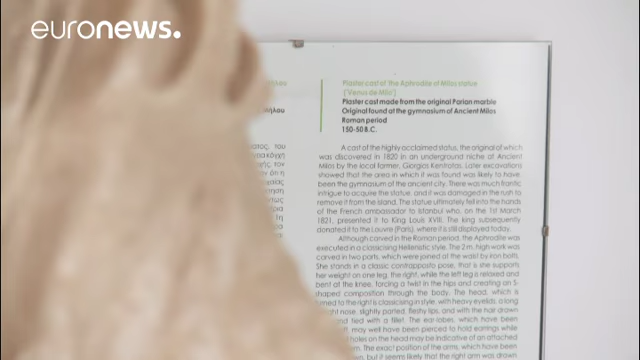 euronews.
Plaster cast of the Aphrodite of Milos statue
('Venus de Milo')
Plaster cast made from the original Parian marble
Original found at the gymnasium of Ancient Milos
Roman period
150-50 B.C.
A cast of the highly acclaimed status, the original of which
was discovered in 1820 in an underground niche at Ancient
Milos by the local farmer, Giorgios Kentrotas. Later excavations
showed that the area in which it was found was likely to have
been the gymnasium of the ancient city. There was much frantic
intrigue to acquire the statue, and it was damaged in the rush to
remove it from the island. The statue ultimately fell into the hands
of the French ambassador to Istanbul who, on the 1st March
1821, presented it to King Louis XVIII. The king subsequently
donated it to the Louvre (Paris), where it is still displayed today.
Although carved in the Roman period, the Aphrodite was
executed in a classicising Hellenistic style. The 2m. high work was
carved in two parts, which were joined at the waist by iron bolts.
She stands in a classic contrapposto pose, that is she supports
her weight on one leg, the right, while the left leg is relaxed and
bent at the knee, forcing a twist in the hips and creating an S-
shaped composition through the body. The head, which is
turned to the right is classicising in style, with heavy eyelids, a long
nose, slightly parted, fleshy lips, and with the hair drawn
and tied with a fillet. The ear lobes, which have been
may well have been pierced to hold earrings while
holes on the head may be indicative of an attached
The exact position of the arms, which have been
but it seems likely that the right arm was drawn